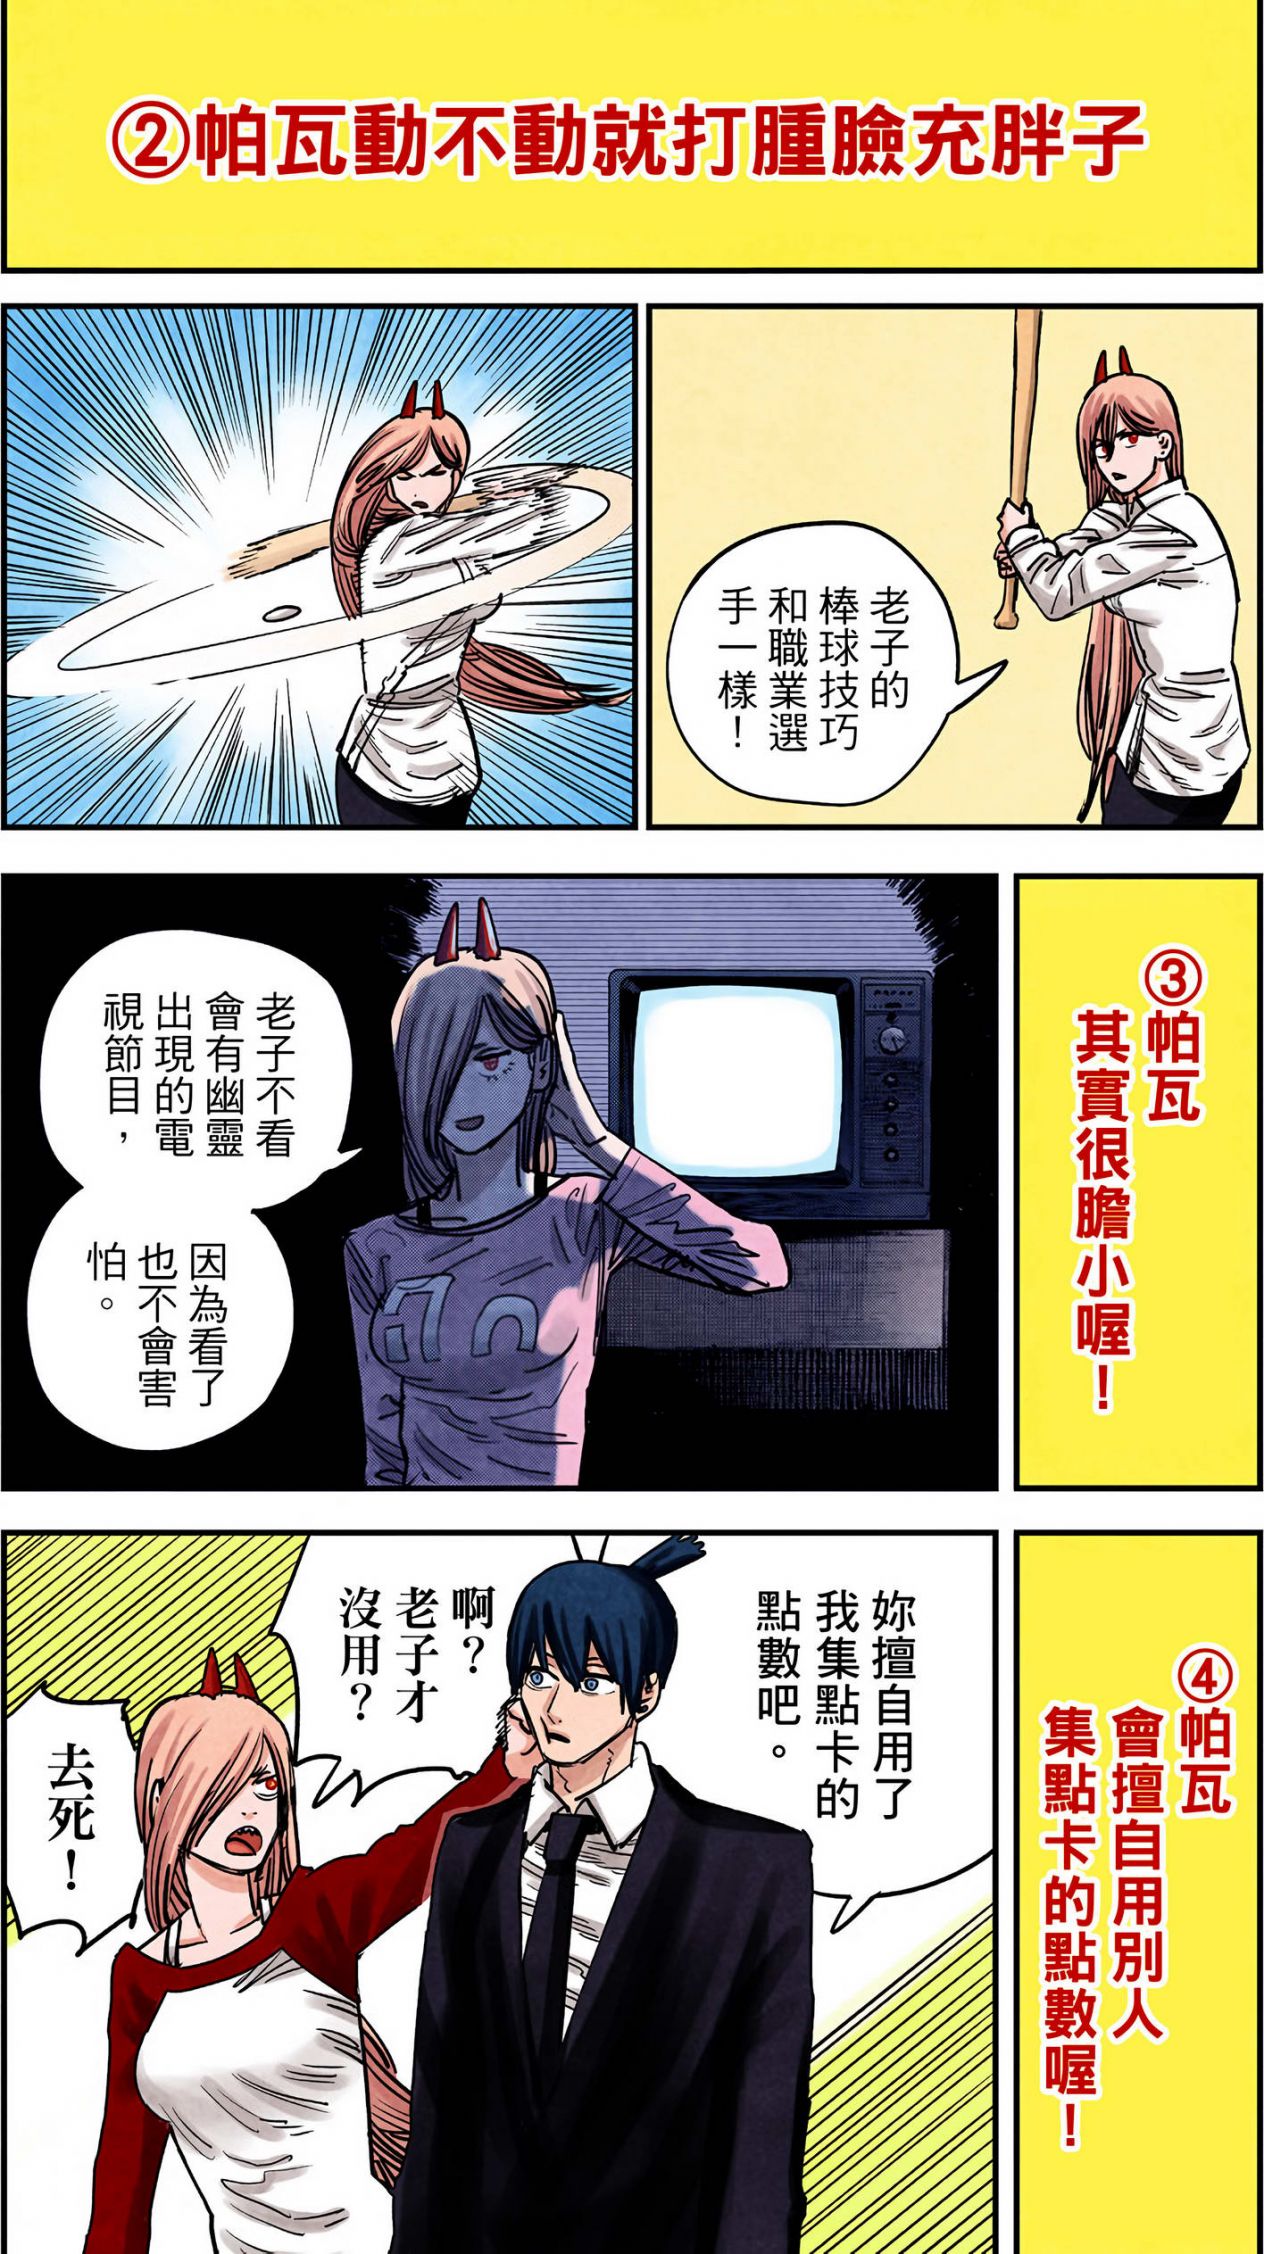 ②帕瓦動不動就打腫臉充胖子
老子的
棒球技巧
和職業選
手一樣！
③帕瓦
其實很膽小喔！
老子不看
會有幽靈
出現的電
視節目，
因為看了
也不會害
怕。
④帕瓦
會擅自用別人
集點卡的點數喔！
妳擅自用了
我集點卡的
點數吧。
啊？
老子才
沒用？
去死！